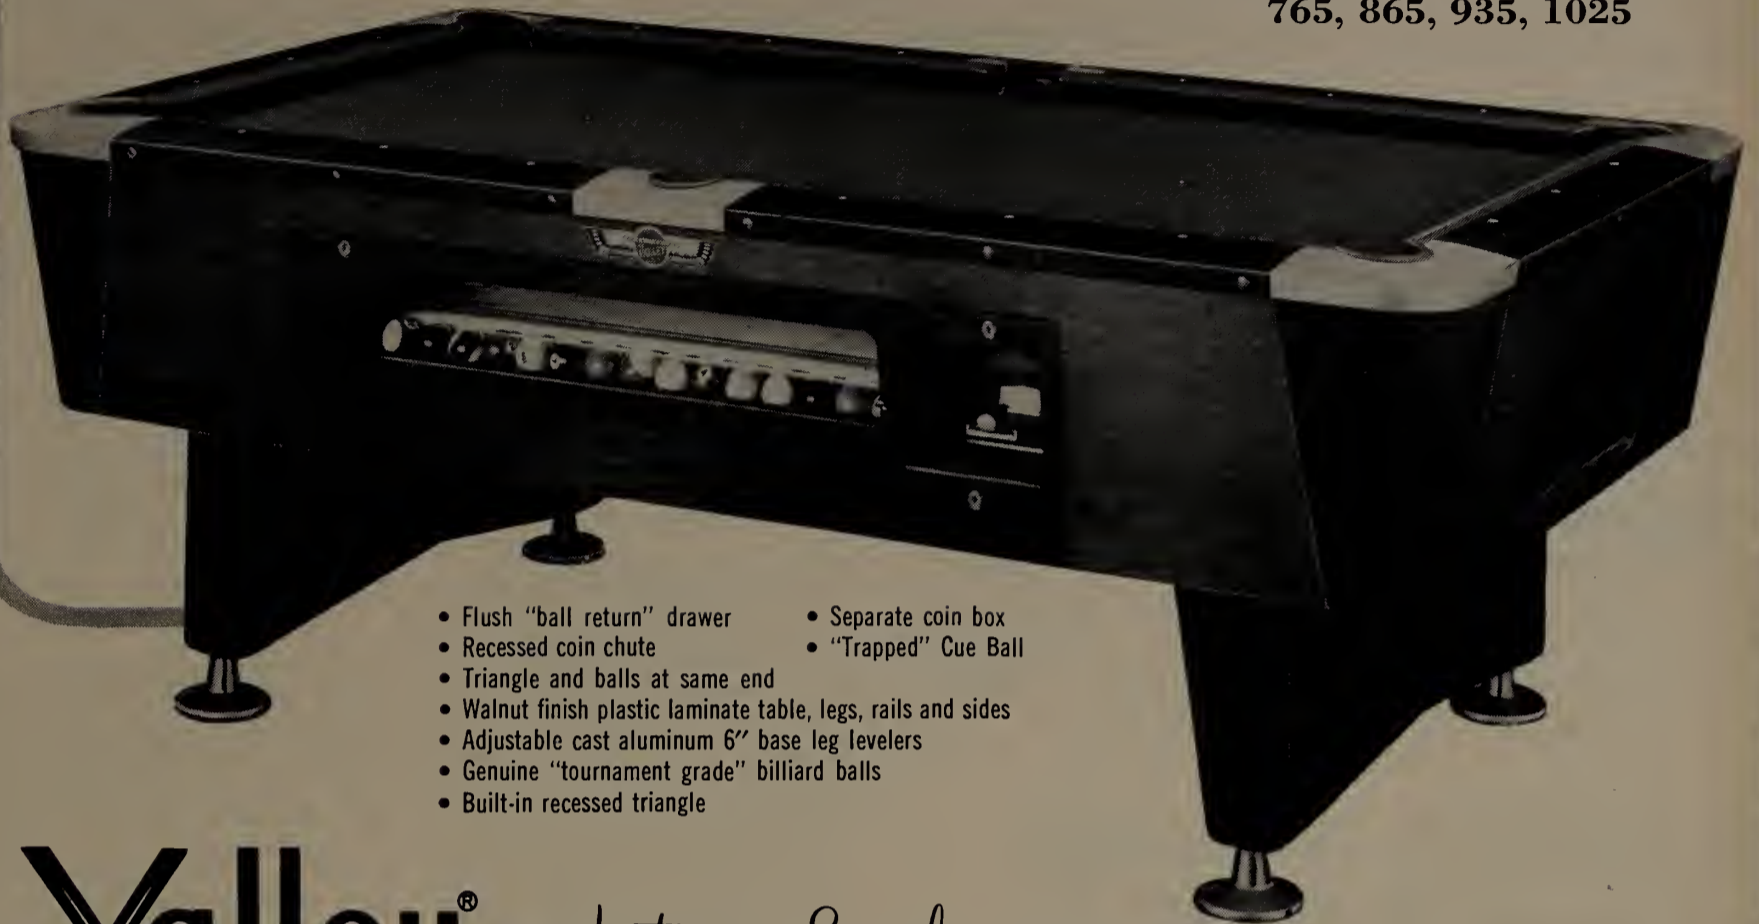 765, 865, 935, 1025
• Flush “ball return” drawer
• Recessed coin chute
• Triangle and balls at same end
• Walnut finish plastic laminate table, legs, rails and sides
• Adjustable cast aluminum 6″ base leg levelers
• Genuine “tournament grade” billiard balls
• Built-in recessed triangle
• Separate coin box
• “Trapped” Cue Ball
Valley®